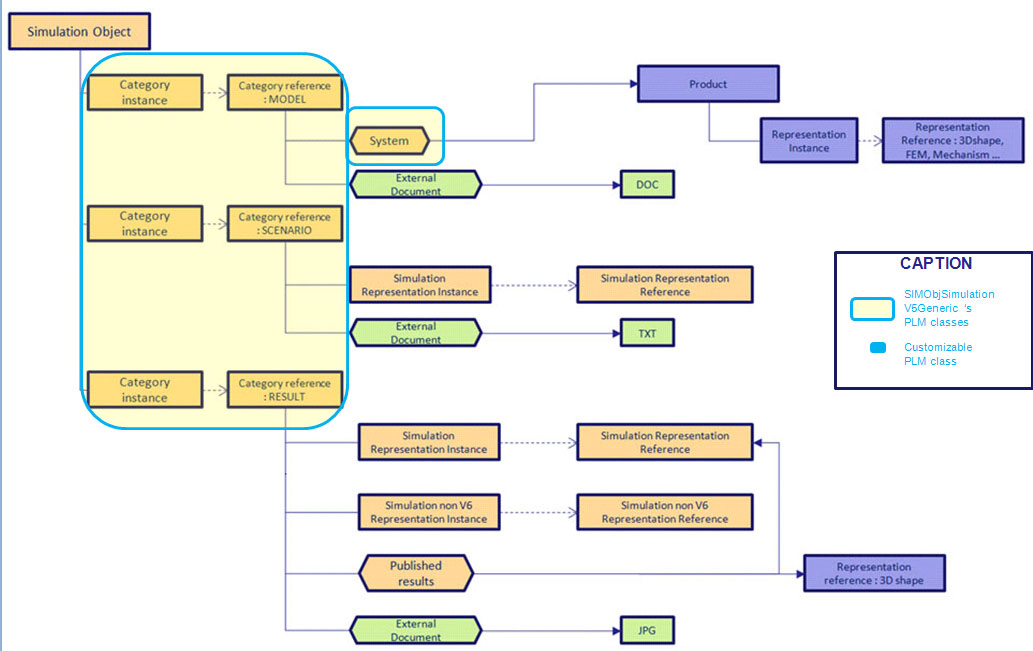 Simulation Object
Category
instance
Category reference
: MODEL
System
Product
Representation
Instance
Representation
Reference : 3Dshape,
FEM, Mechanism ...
External
Document
DOC
Category
instance
Category reference
: SCENARIO
Simulation
Representation Instance
Simulation Representation
Reference
External
Document
TXT
CAPTION
SIMObjSimulation
V6Generic 's
PLM classes
Customizable
PLM class
Category
instance
Category reference
: RESULT
Simulation
Representation Instance
Simulation Representation
Reference
Simulation non V6
Representation Instance
Simulation non V6
Representation Reference
Published
results
Representation
reference : 3D shape
External
Document
JPG